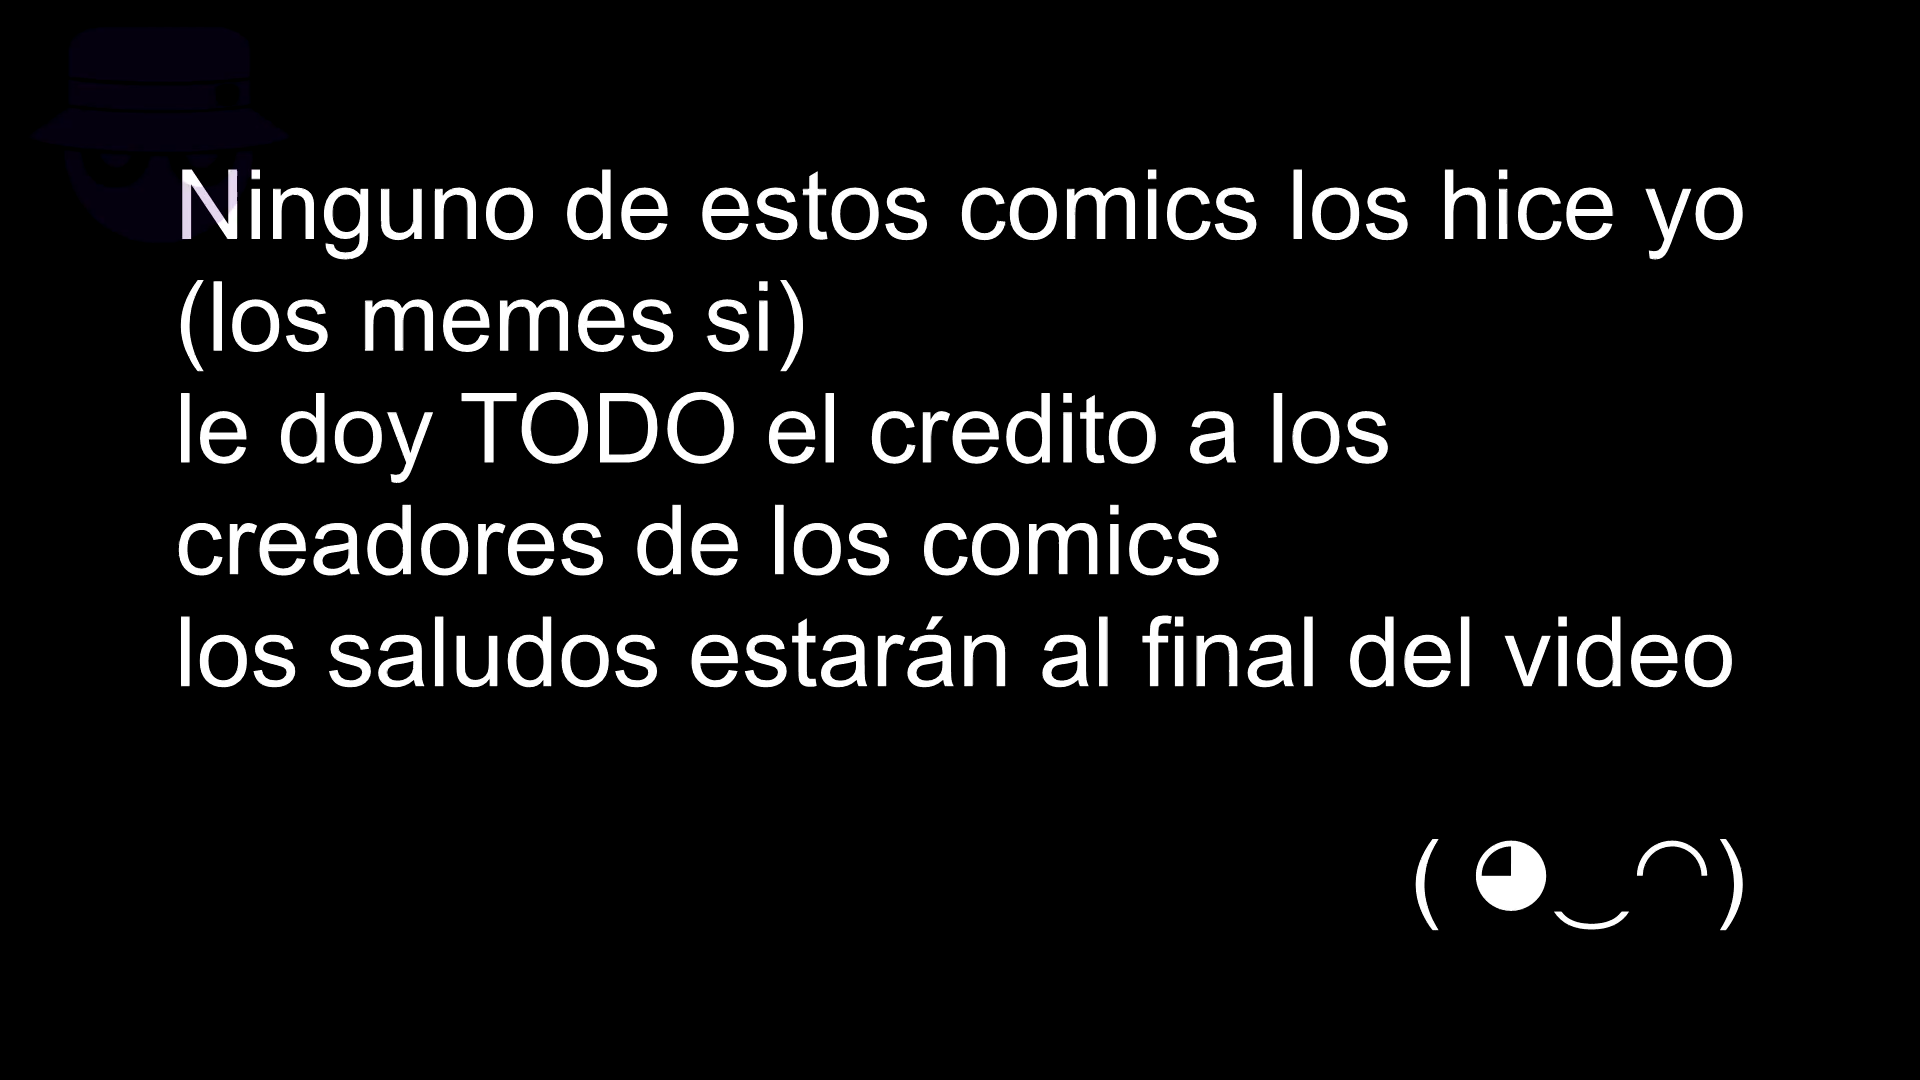 Ninguno de estos comics los hice yo
(los memes si)
le doy TODO el credito a los
creadores de los comics
los saludos estarán al final del video
( ◕‿◠)